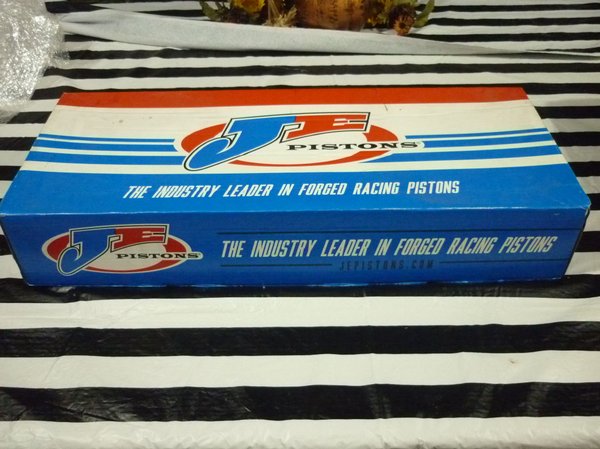 JE
PISTONS
THE INDUSTRY LEADER IN FORGED RACING PISTONS
JE
PISTONS
THE INDUSTRY LEADER IN FORGED RACING PISTONS
JEPISTONS.COM